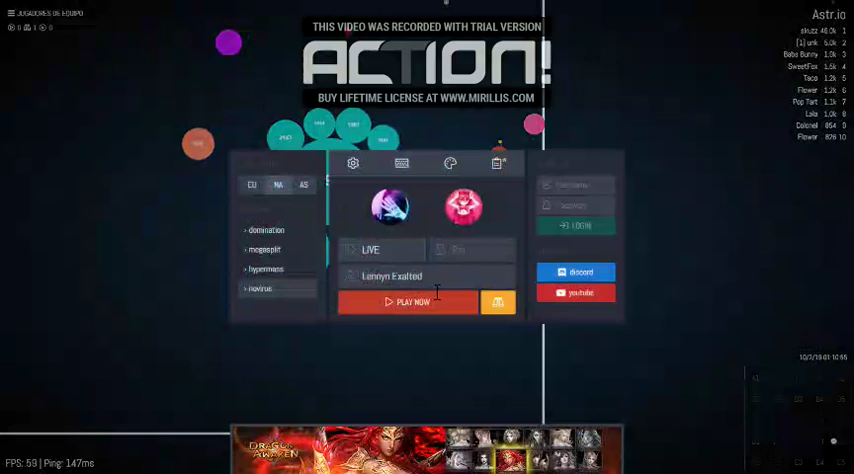 JUGADORES DE EQUIPO
THIS VIDEO WAS RECORDED WITH TRIAL VERSION
ACTION!
BUY LIFETIME LICENSE AT WWW.MIRILLIS.COM
Astr.io
skutz 46.0k 1
[1] unk 5.0k 2
Babs Bunny 1.9k 3
SweetFox 1.5k 4
Taco 1.2k 5
Flower 1.2k 6
Pop Tart 1.1k 7
Lala 1.0k 8
Colonel 854 9
Flower 826 10
EU NA AS
› domination
› megasplit
› hypermass
› novirus
LIVE
Lennyn Exalted
PLAY NOW
LOGIN
discord
youtube
DRAGON AWAKEN
FPS: 59 | Ping: 147ms